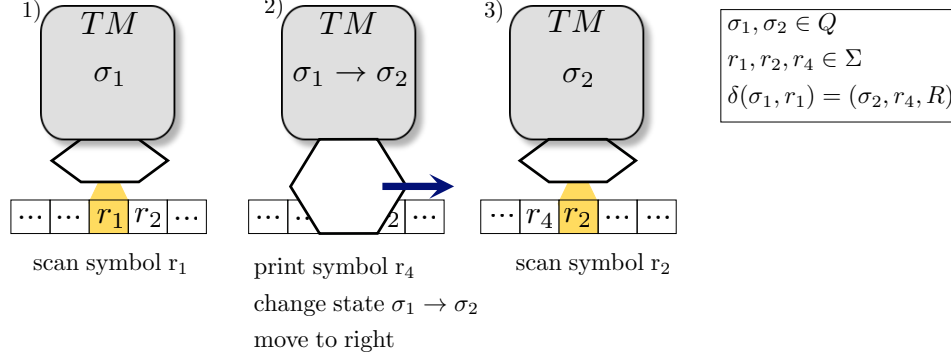 1)
TM
σ₁
... ... r₁ r₂ ...
scan symbol r₁
2)
TM
σ₁ → σ₂
... .. 2 ...
print symbol r₄
change state σ₁ → σ₂
move to right
3)
TM
σ₂
... r₄ r₂ ... ...
scan symbol r₂
σ₁, σ₂ ∈ Q
r₁, r₂, r₄ ∈ Σ
δ(σ₁, r₁) = (σ₂, r₄, R)